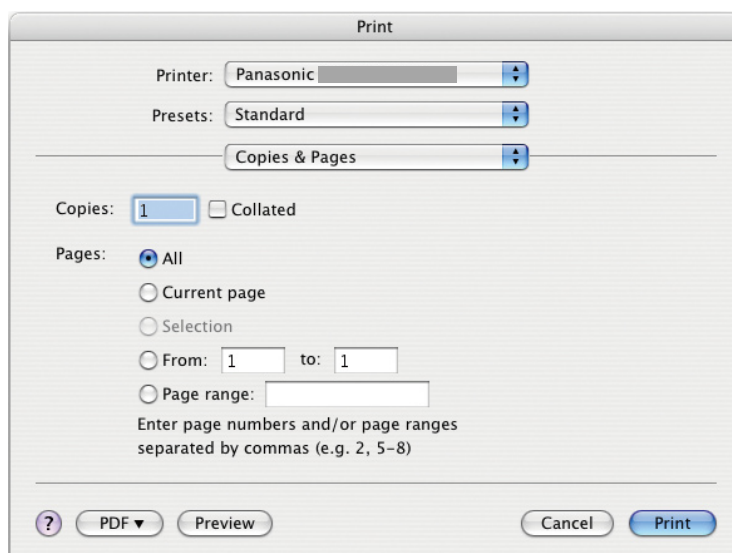 Print
Printer: Panasonic
Presets: Standard
Copies & Pages
Copies: 1 Collated
Pages: All
Current page
Selection
From: 1 to: 1
Page range:
Enter page numbers and/or page ranges
separated by commas (e.g. 2, 5-8)
? PDF▼ Preview Cancel Print